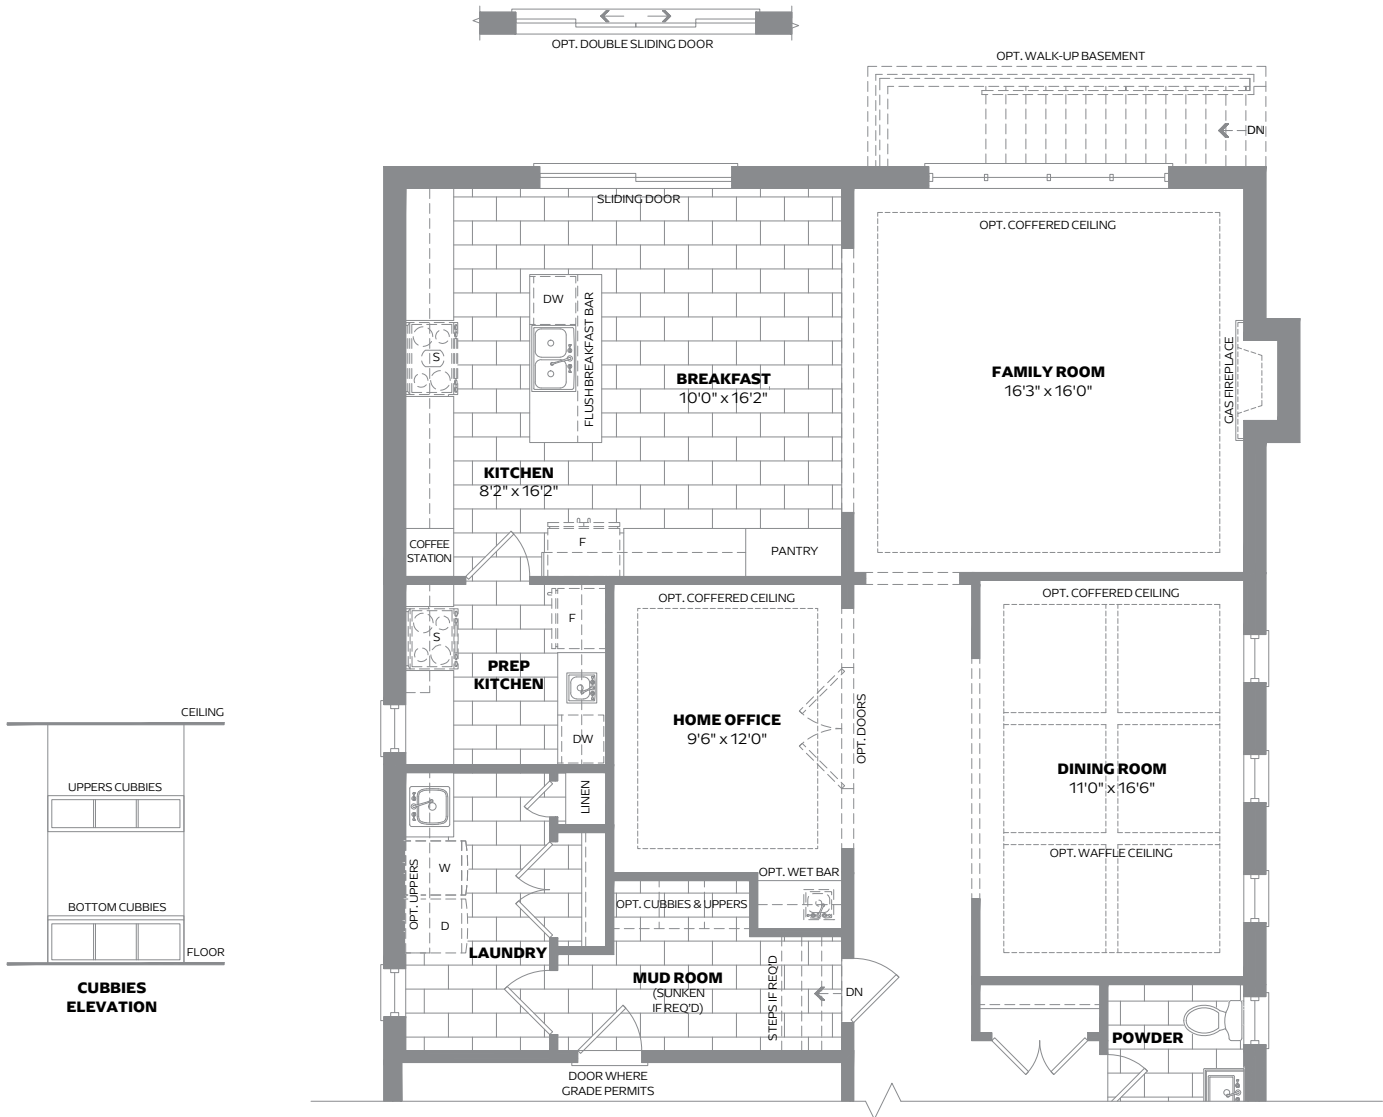 OPT. DOUBLE SLIDING DOOR
OPT. WALK-UP BASEMENT
DN
SLIDING DOOR
OPT. COFFERED CEILING
DW
FLUSH BREAKFAST BAR
S
BREAKFAST
10'0" x 16'2"
FAMILY ROOM
16'3" x 16'0"
GAS FIREPLACE
KITCHEN
8'2" x 16'2"
COFFEE
STATION
F
PANTRY
OPT. COFFERED CEILING
OPT. COFFERED CEILING
F
S
PREP
KITCHEN
DW
HOME OFFICE
9'6" x 12'0"
OPT. DOORS
DINING ROOM
11'0" x 16'6"
OPT. WAFFLE CEILING
CEILING
UPPERS CUBBIES
BOTTOM CUBBIES
FLOOR
CUBBIES
ELEVATION
LINEN
OPT. UPPERS
W
D
LAUNDRY
OPT. WET BAR
OPT. CUBBIES & UPPERS
MUD ROOM
(SUNKEN
IF REQ'D)
STEPS IF REQ'D
DN
POWDER
DOOR WHERE
GRADE PERMITS